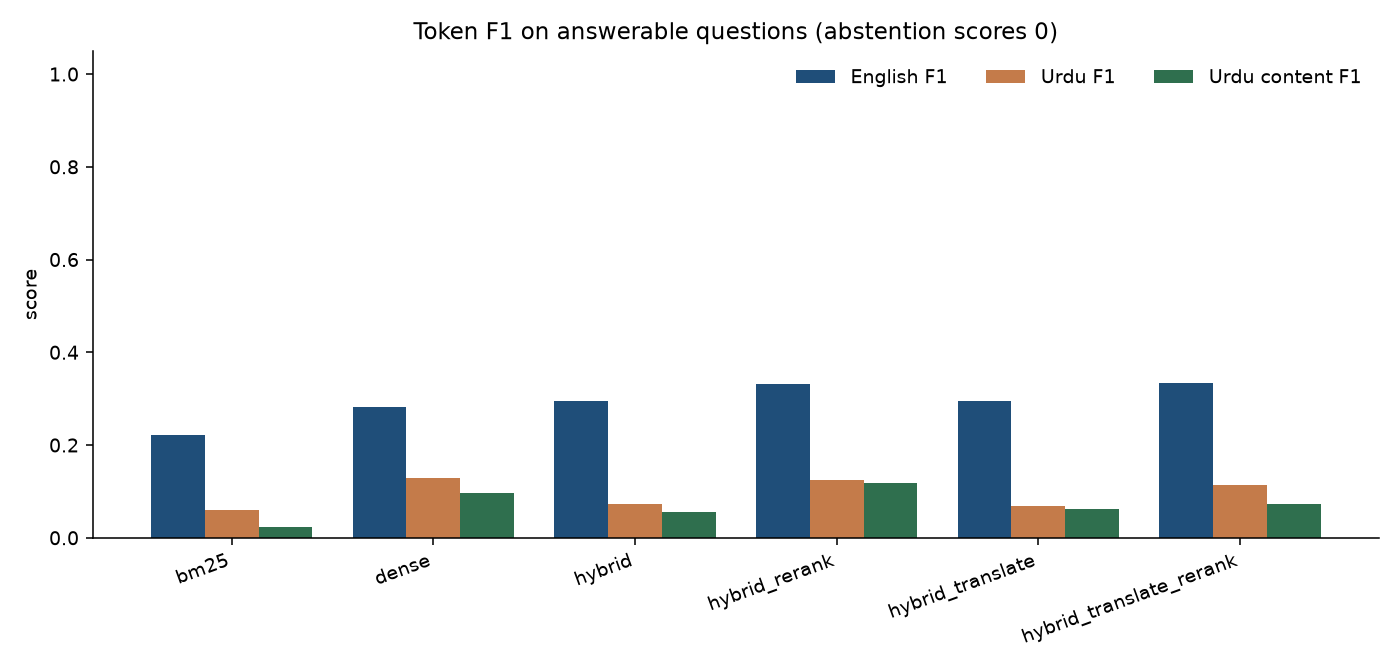 Token F1 on answerable questions (abstention scores 0)
English F1 Urdu F1 Urdu content F1
1.0
0.8
0.6
0.4
0.2
0.0
score
bm25 dense hybrid hybrid_rerank hybrid_translate hybrid_translate_rerank